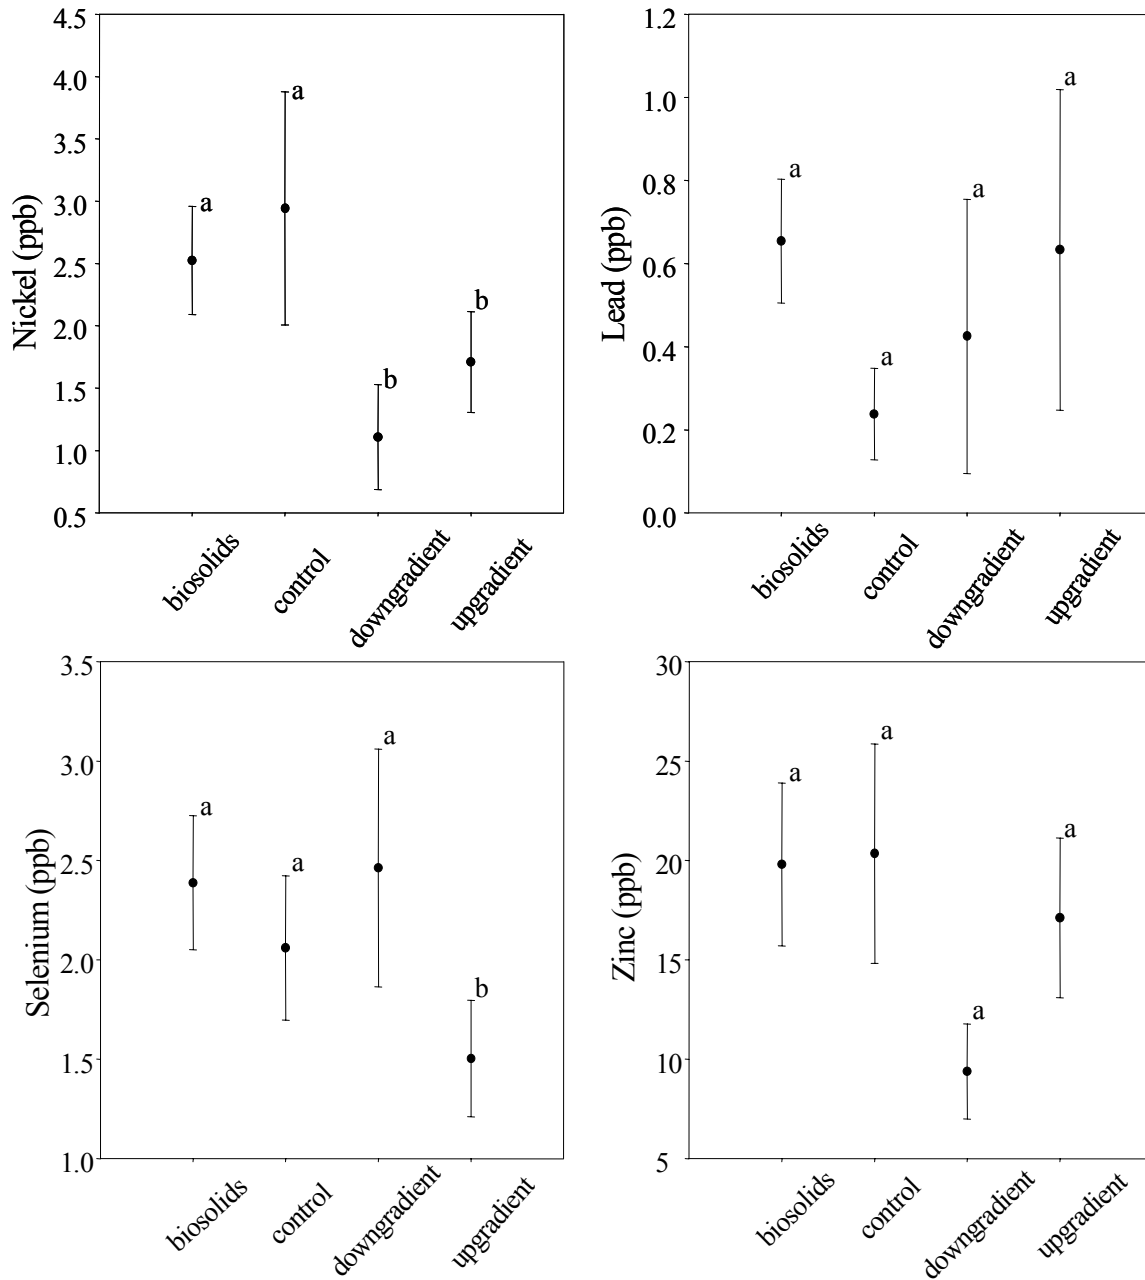 Nickel (ppb)
4.5
4.0
3.5
3.0
2.5
2.0
1.5
1.0
0.5
a
a
b
b
biosolids
control
downgradient
upgradient
Lead (ppb)
1.2
1.0
0.8
0.6
0.4
0.2
0.0
a
a
a
a
biosolids
control
downgradient
upgradient
Selenium (ppb)
3.5
3.0
2.5
2.0
1.5
1.0
a
a
a
b
biosolids
control
downgradient
upgradient
Zinc (ppb)
30
25
20
15
10
5
a
a
a
a
biosolids
control
downgradient
upgradient